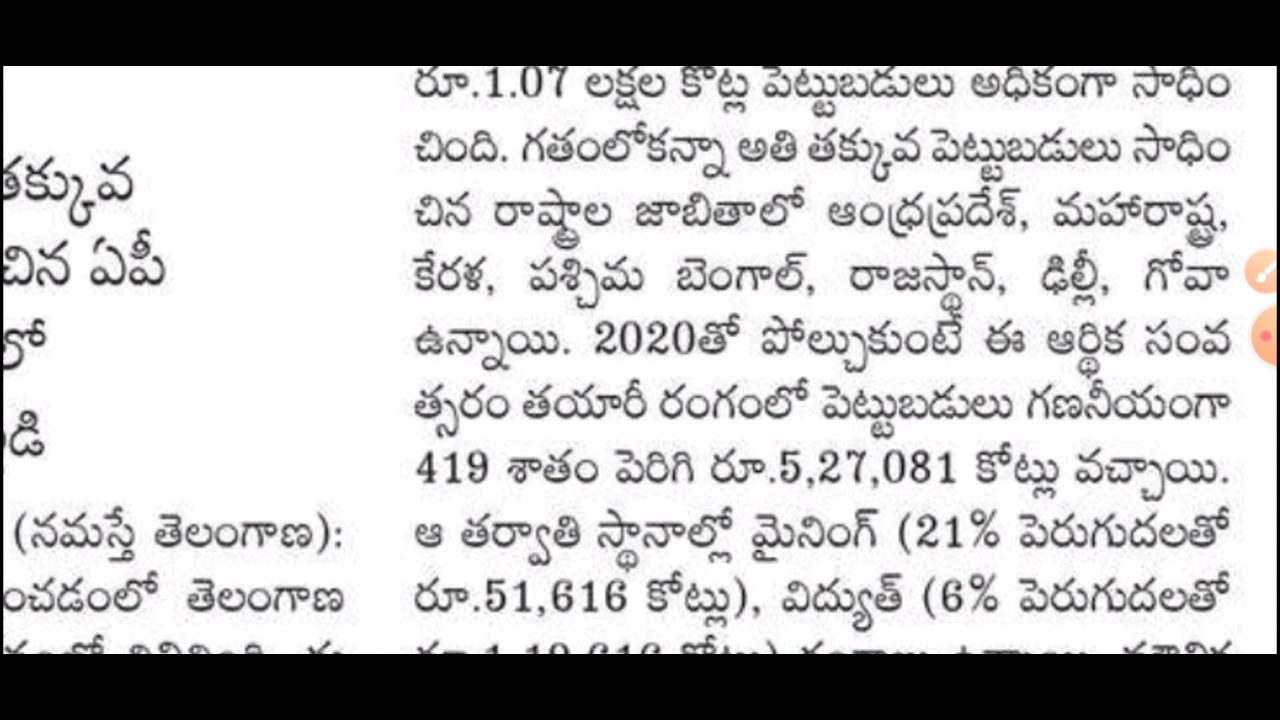 తక్కువ
చిన ఏపీ
లో
డి
(నమస్తే తెలంగాణ):
ంచడంలో తెలంగాణ
రూ.1.07 లక్షల కోట్ల పెట్టుబడులు అధికంగా సాధిం
చింది. గతంలోకన్నా అతి తక్కువ పెట్టుబడులు సాధిం
చిన రాష్ట్రాల జాబితాలో ఆంధ్రప్రదేశ్, మహారాష్ట్ర,
కేరళ, పశ్చిమ బెంగాల్, రాజస్థాన్, ఢిల్లీ, గోవా
ఉన్నాయి. 2020తో పోల్చుకుంటే ఈ ఆర్థిక సంవ
త్సరం తయారీ రంగంలో పెట్టుబడులు గణనీయంగా
419 శాతం పెరిగి రూ.5,27,081 కోట్లు వచ్చాయి.
ఆ తర్వాతి స్థానాల్లో మైనింగ్ (21% పెరుగుదలతో
రూ.51,616 కోట్లు), విద్యుత్ (6% పెరుగుదలతో